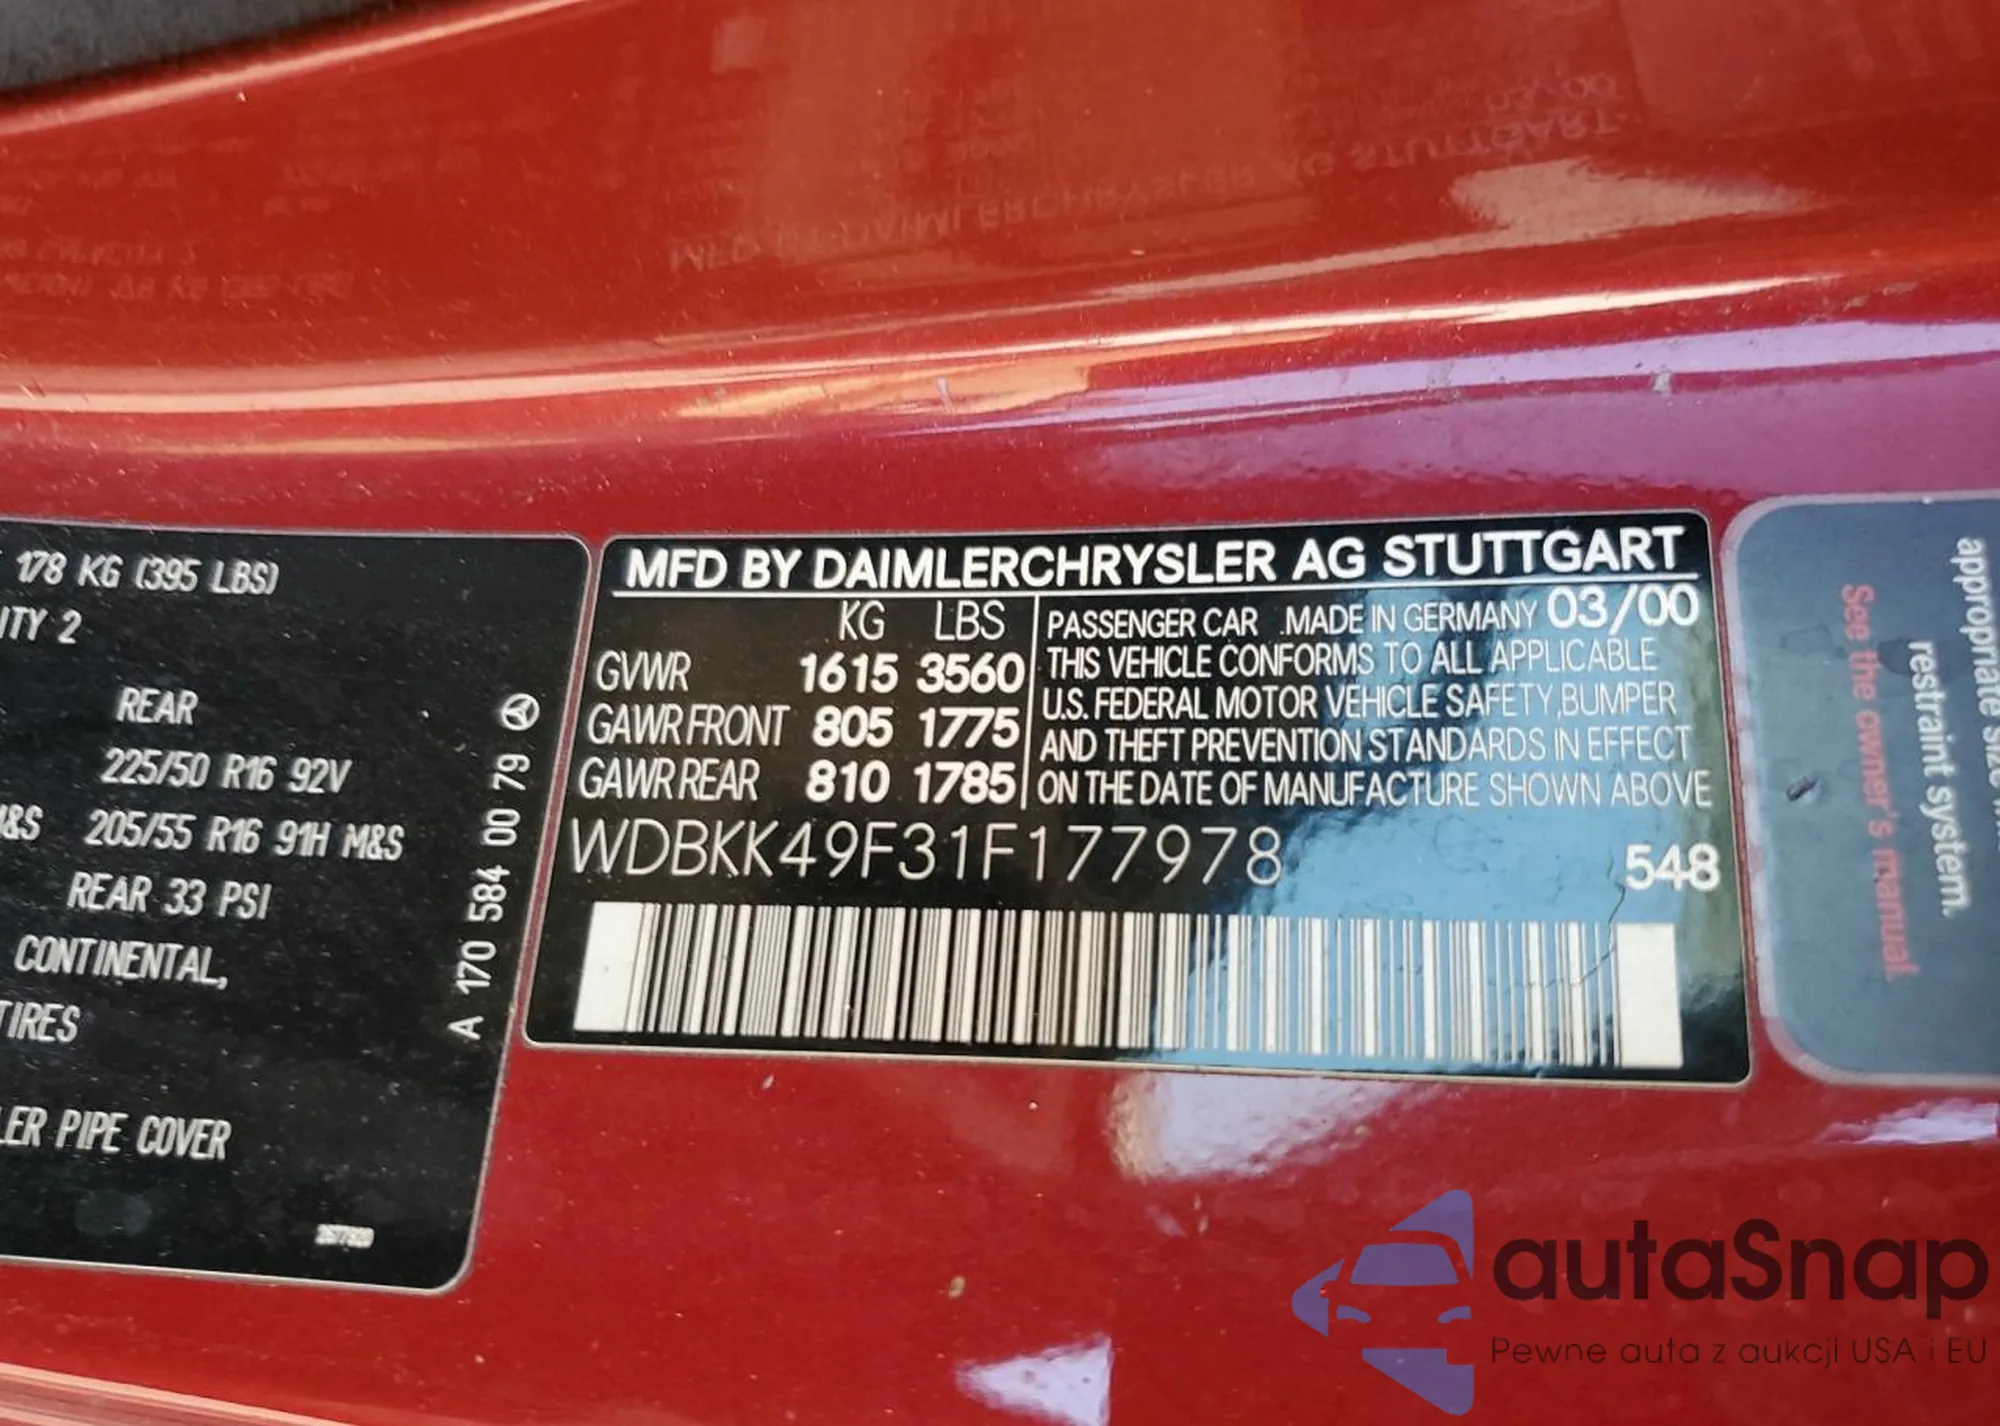 178 KG (395 LBS)
ITY 2
REAR
225/50 R16 92V
M&S 205/55 R16 91H M&S
REAR 33 PSI
CONTINENTAL,
TIRES
LER PIPE COVER
A 170 584 00 79
MFD BY DAIMLERCHRYSLER AG STUTTGART
KG LBS
GVWR 1615 3560
GAWR FRONT 805 1775
GAWR REAR 810 1785
PASSENGER CAR MADE IN GERMANY 03/00
THIS VEHICLE CONFORMS TO ALL APPLICABLE
U.S. FEDERAL MOTOR VEHICLE SAFETY, BUMPER
AND THEFT PREVENTION STANDARDS IN EFFECT
ON THE DATE OF MANUFACTURE SHOWN ABOVE
WDBKK49F31F177978
548
appropriate size
restraint system.
See the owner's manual.
autaSnap
Pewne auta z aukcji USA i EU